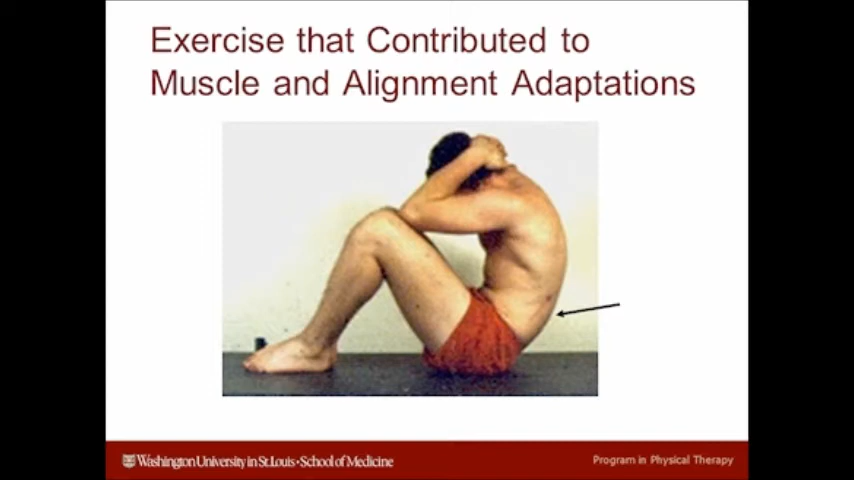 Exercise that Contributed to
Muscle and Alignment Adaptations
Washington University in St. Louis • School of Medicine
Program in Physical Therapy